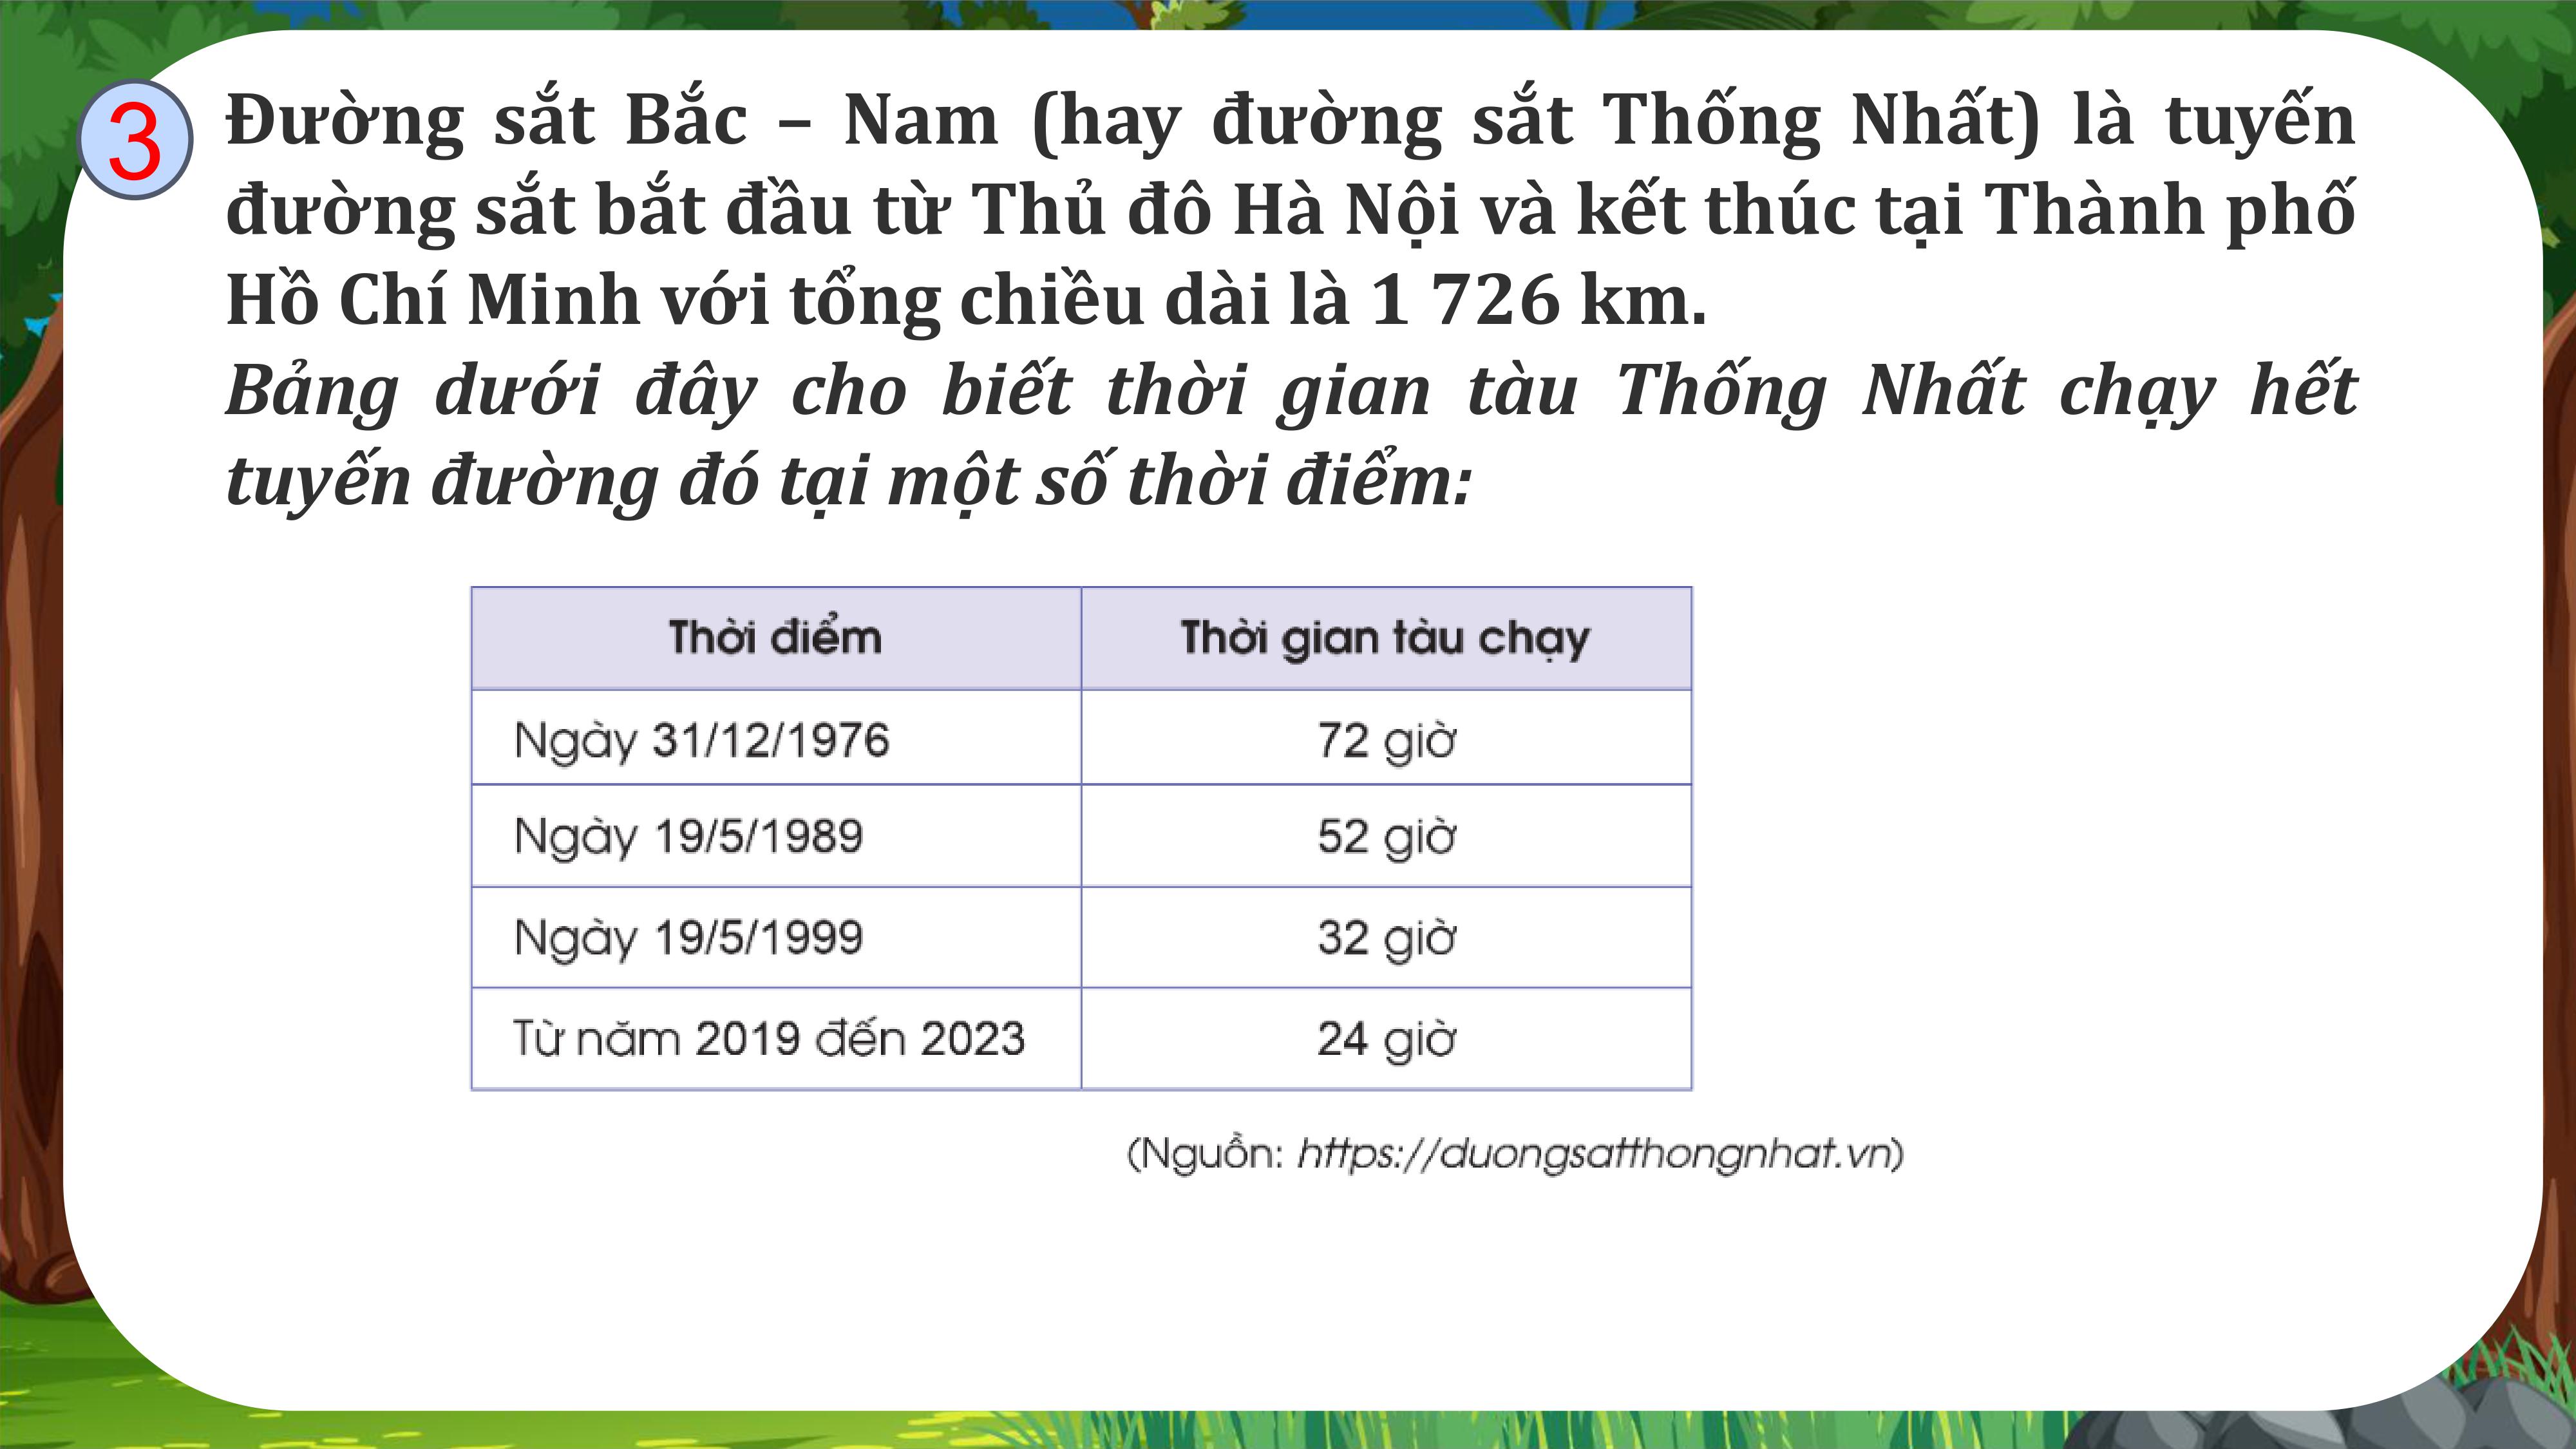 3
Đường sắt Bắc – Nam (hay đường sắt Thống Nhất) là tuyến
đường sắt bắt đầu từ Thủ đô Hà Nội và kết thúc tại Thành phố
Hồ Chí Minh với tổng chiều dài là 1 726 km.
Bảng dưới đây cho biết thời gian tàu Thống Nhất chạy hết
tuyến đường đó tại một số thời điểm:
Thời điểm Thời gian tàu chạy
Ngày 31/12/1976 72 giờ
Ngày 19/5/1989 52 giờ
Ngày 19/5/1999 32 giờ
Từ năm 2019 đến 2023 24 giờ
(Nguồn: https://duongsatthongnhat.vn)